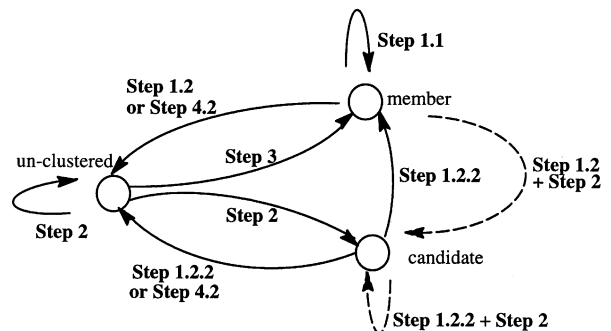 Step 1.1
Step 1.2
or Step 4.2
member
un-clustered
Step 3
Step 1.2.2
Step 1.2
+ Step 2
Step 2
Step 2
Step 1.2.2
or Step 4.2
candidate
Step 1.2.2 + Step 2